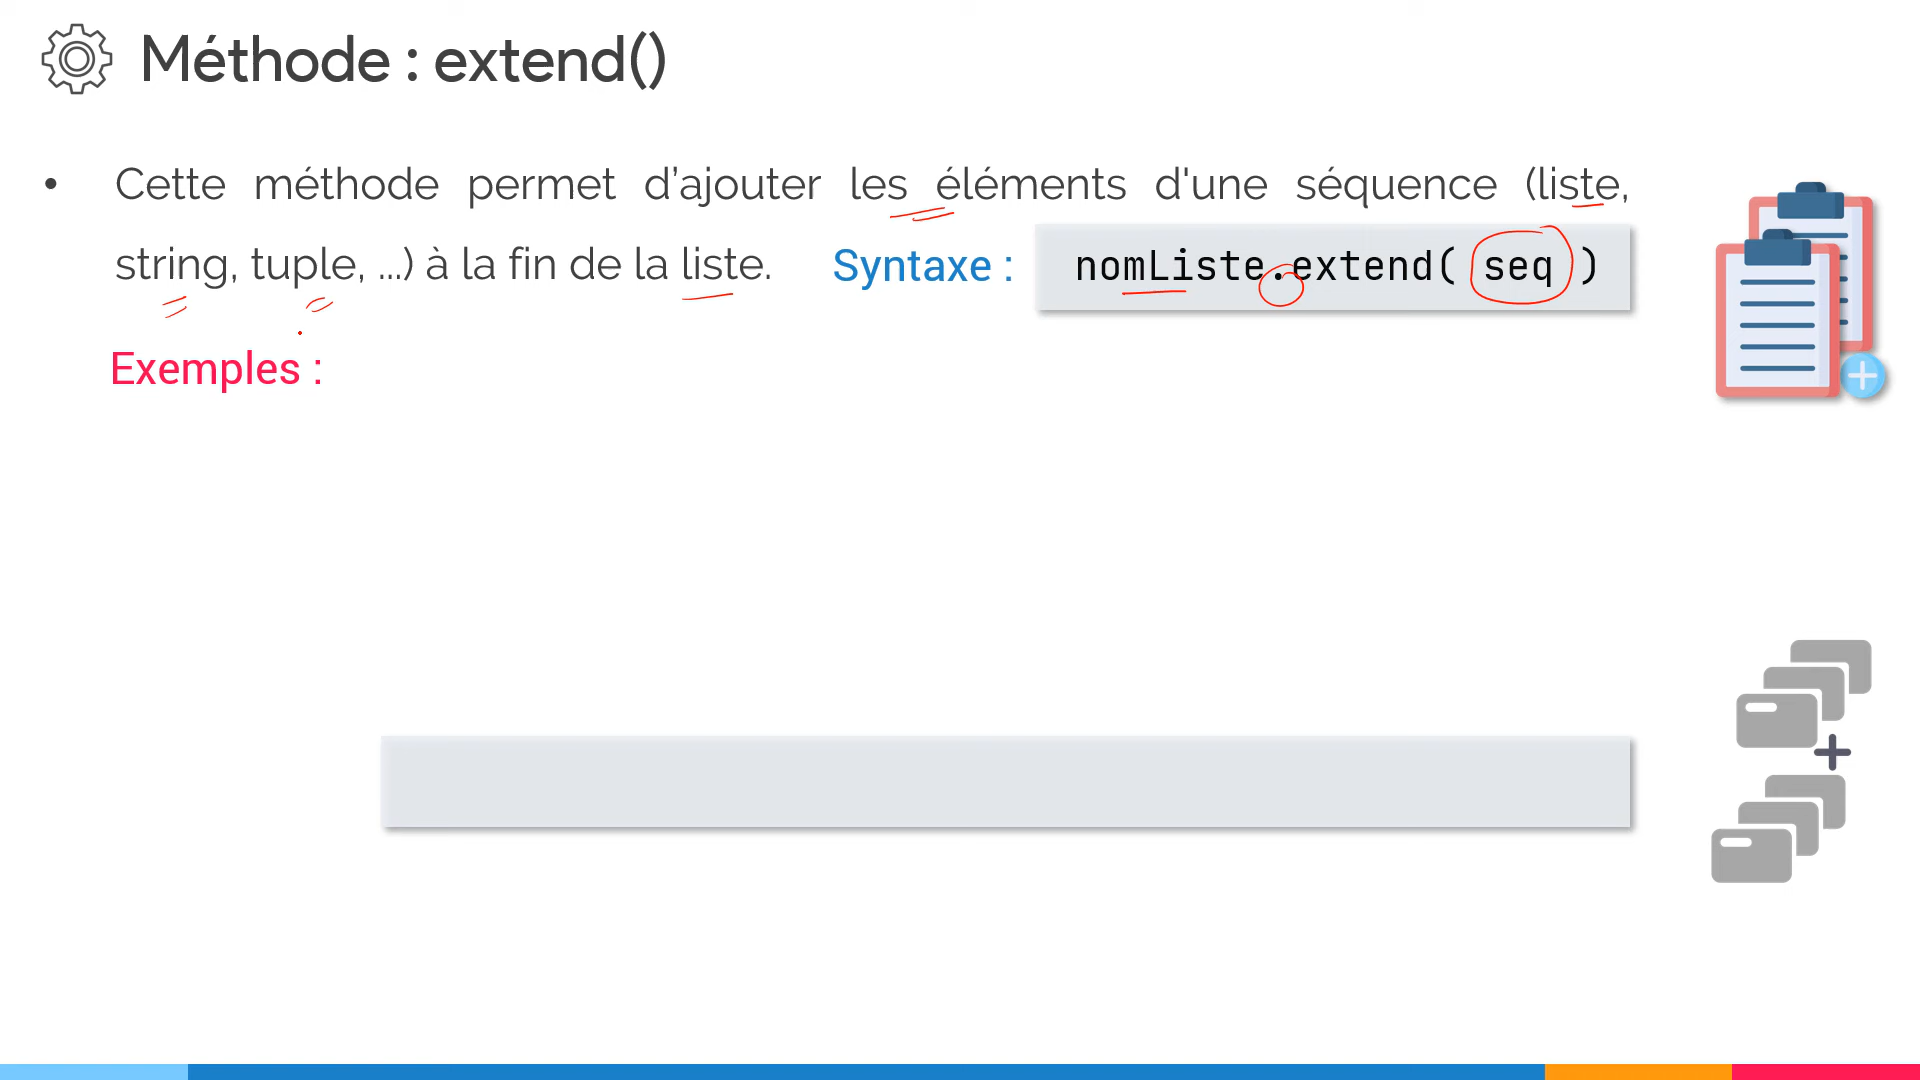 Méthode : extend()
• Cette méthode permet d’ajouter les éléments d'une séquence (liste,
string, tuple, ...) à la fin de la liste.
Syntaxe : nomListe.extend( seq )
Exemples :